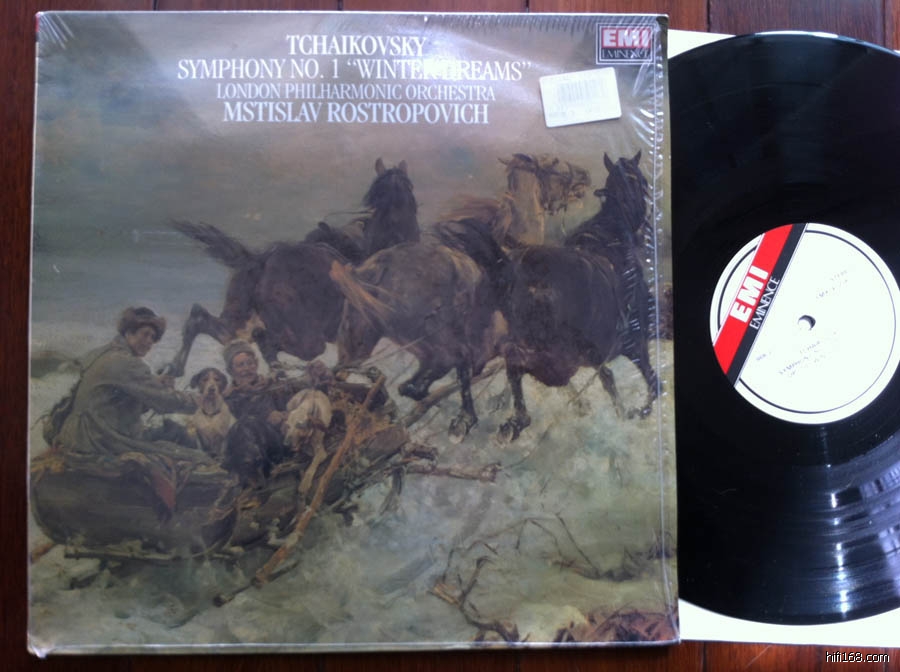 TCHAIKOVSKY
SYMPHONY NO. 1 “WINTER DREAMS”
LONDON PHILHARMONIC ORCHESTRA
MSTISLAV ROSTROPOVICH
EMI
EMINENCE
EMI
EMINENCE
hifi168.com